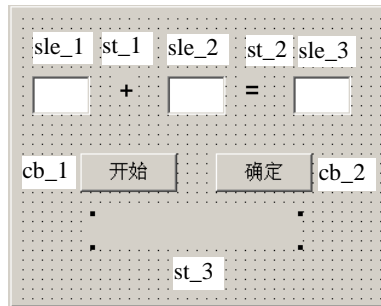 sle_1 st_1 sle_2 st_2 sle_3
+ =
cb_1 开始 确定 cb_2
st_3